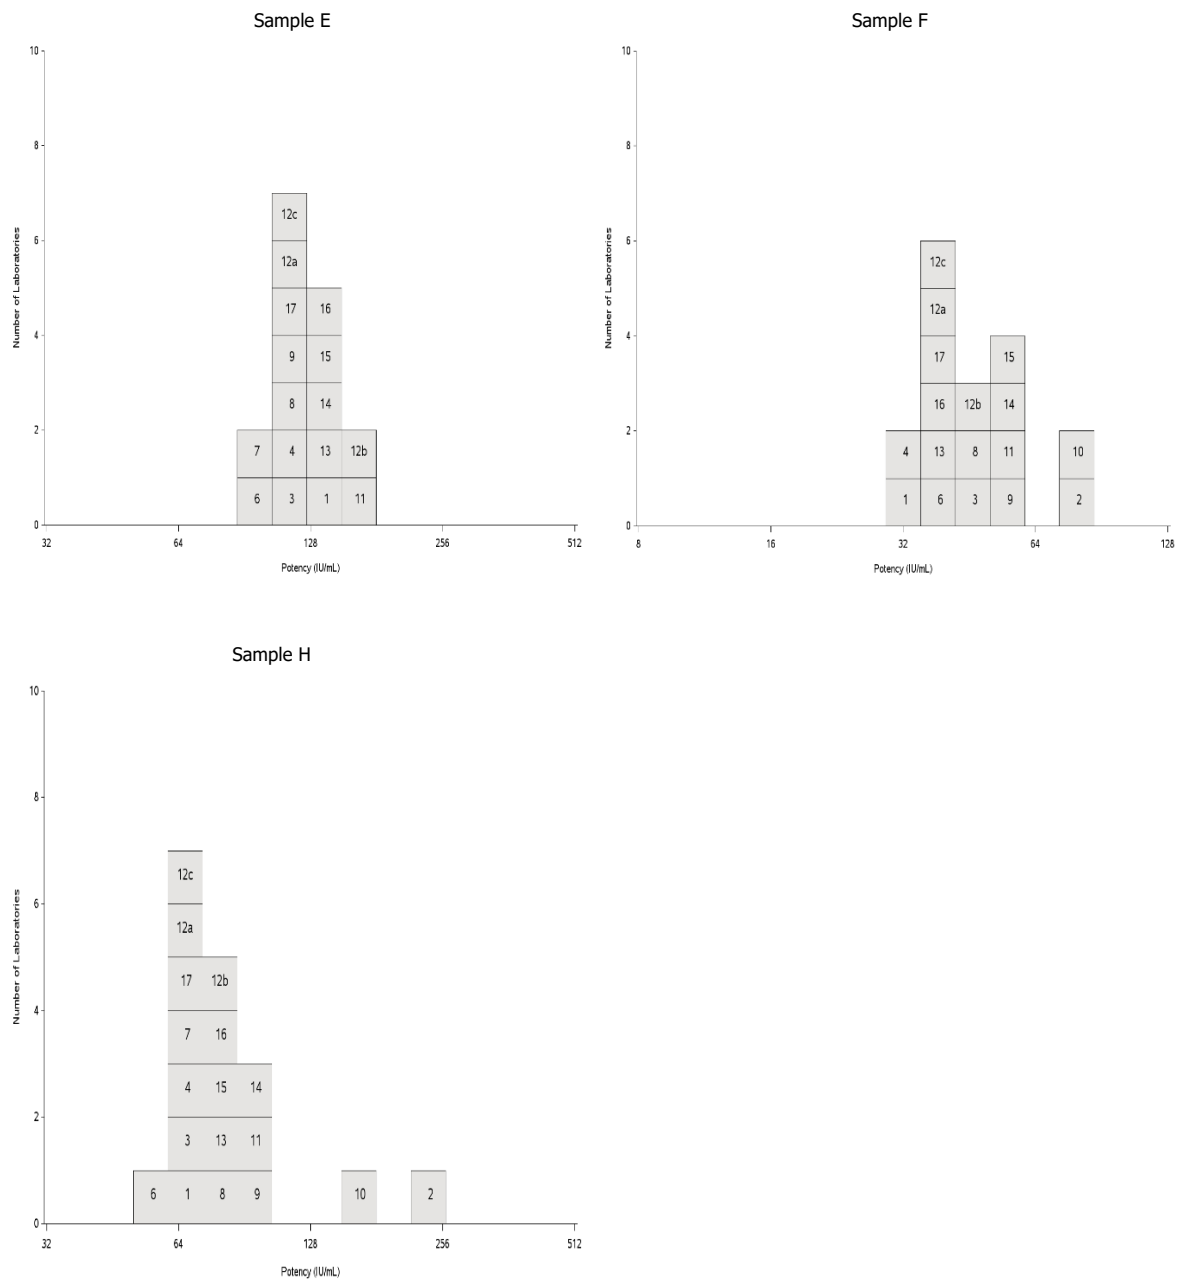 Sample E
10
8
6
4
2
0
Number of Laboratories
12c
12a
17 16
9 15
8 14
7 4 13 12b
6 3 1 11
32 64 128 256 512
Potency (IU/mL)
Sample F
10
8
6
4
2
0
Number of Laboratories
12c
12a
17 15
16 12b 14
4 13 8 11 10
1 6 3 9 2
8 16 32 64 128
Potency (IU/mL)
Sample H
10
8
6
4
2
0
Number of Laboratories
12c
12a
17 12b
7 16
4 15 14
3 13 11
6 1 8 9 10 2
32 64 128 256 512
Potency (IU/mL)